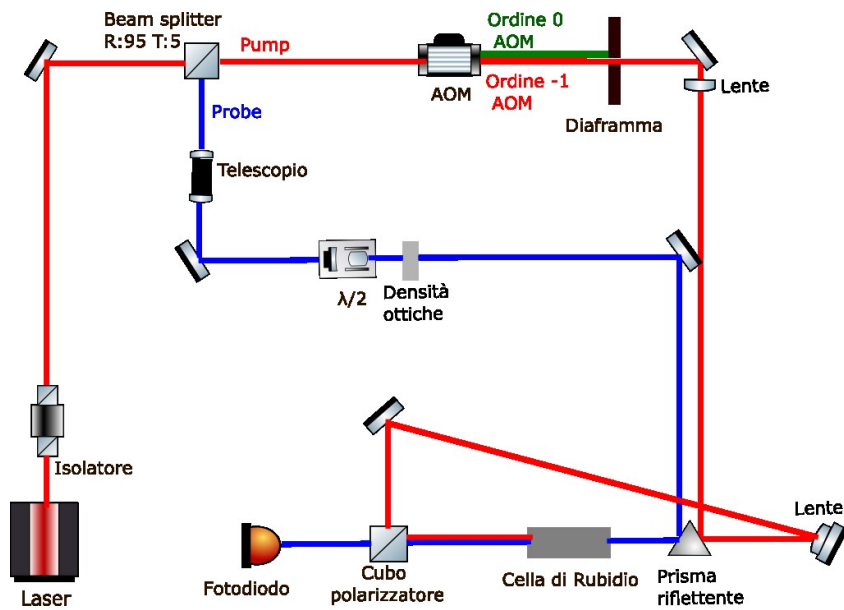 Beam splitter
R:95 T:5
Pump
Ordine 0
AOM
AOM
Ordine -1
AOM
Diaframma
Lente
Probe
Telescopio
λ/2
Densità
ottiche
Isolatore
Laser
Fotodiodo
Cubo
polarizzatore
Cella di Rubidio
Prisma
riflettente
Lente